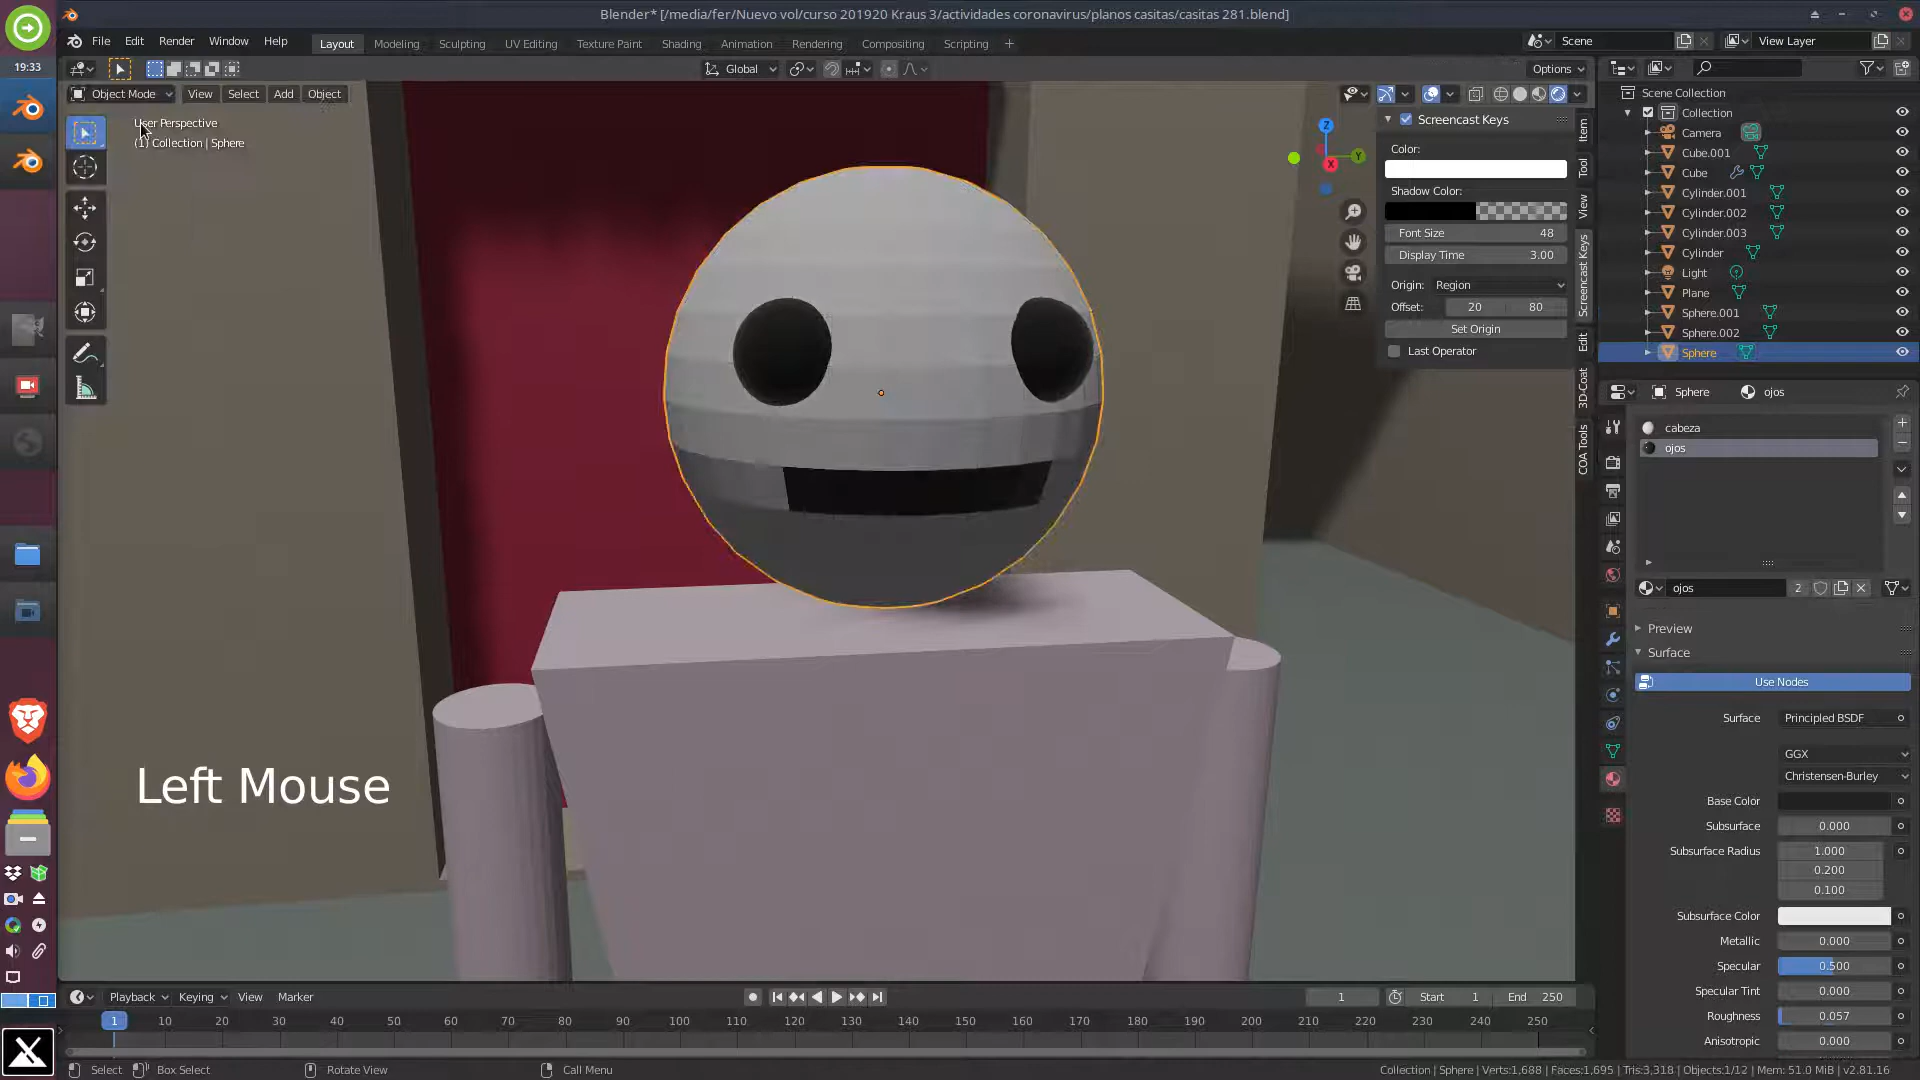 Blender* [/media/fer/Nuevo vol/curso 201920 Kraus 3/actividades coronavirus/planos casitas/casitas 281.blend]
19:33
File Edit Render Window Help
Layout Modeling Sculpting UV Editing Texture Paint Shading Animation Rendering Compositing Scripting +
Scene View Layer
Global Options
Object Mode View Select Add Object
User Perspective
(1) Collection | Sphere
Z
Y
X
Screencast Keys
Color:
Shadow Color:
Font Size 48
Display Time 3.00
Origin: Region
Offset: 20 80
Set Origin
Last Operator
Item
Tool
View
Screencast Keys
Edit
3D-Coat
COA Tools
Scene Collection
Collection
Camera
Cube.001
Cube
Cylinder.001
Cylinder.002
Cylinder.003
Cylinder
Light
Plane
Sphere.001
Sphere.002
Sphere
Sphere ojos
cabeza
ojos
ojos 2
Preview
Surface
Use Nodes
Surface Principled BSDF
GGX
Christensen-Burley
Base Color
Subsurface 0.000
Subsurface Radius 1.000
0.200
0.100
Subsurface Color
Metallic 0.000
Specular 0.500
Specular Tint 0.000
Roughness 0.057
Anisotropic 0.000
Left Mouse
Playback Keying View Marker
1 Start 1 End 250
1 10 20 30 40 50 60 70 80 90 100 110 120 130 140 150 160 170 180 190 200 210 220 230 240 250
Select Box Select Rotate View Call Menu
Collection | Sphere | Verts:1,688 | Faces:1,695 | Tris:3,318 | Objects:1/12 | Mem: 51.0 MiB | v2.81.16